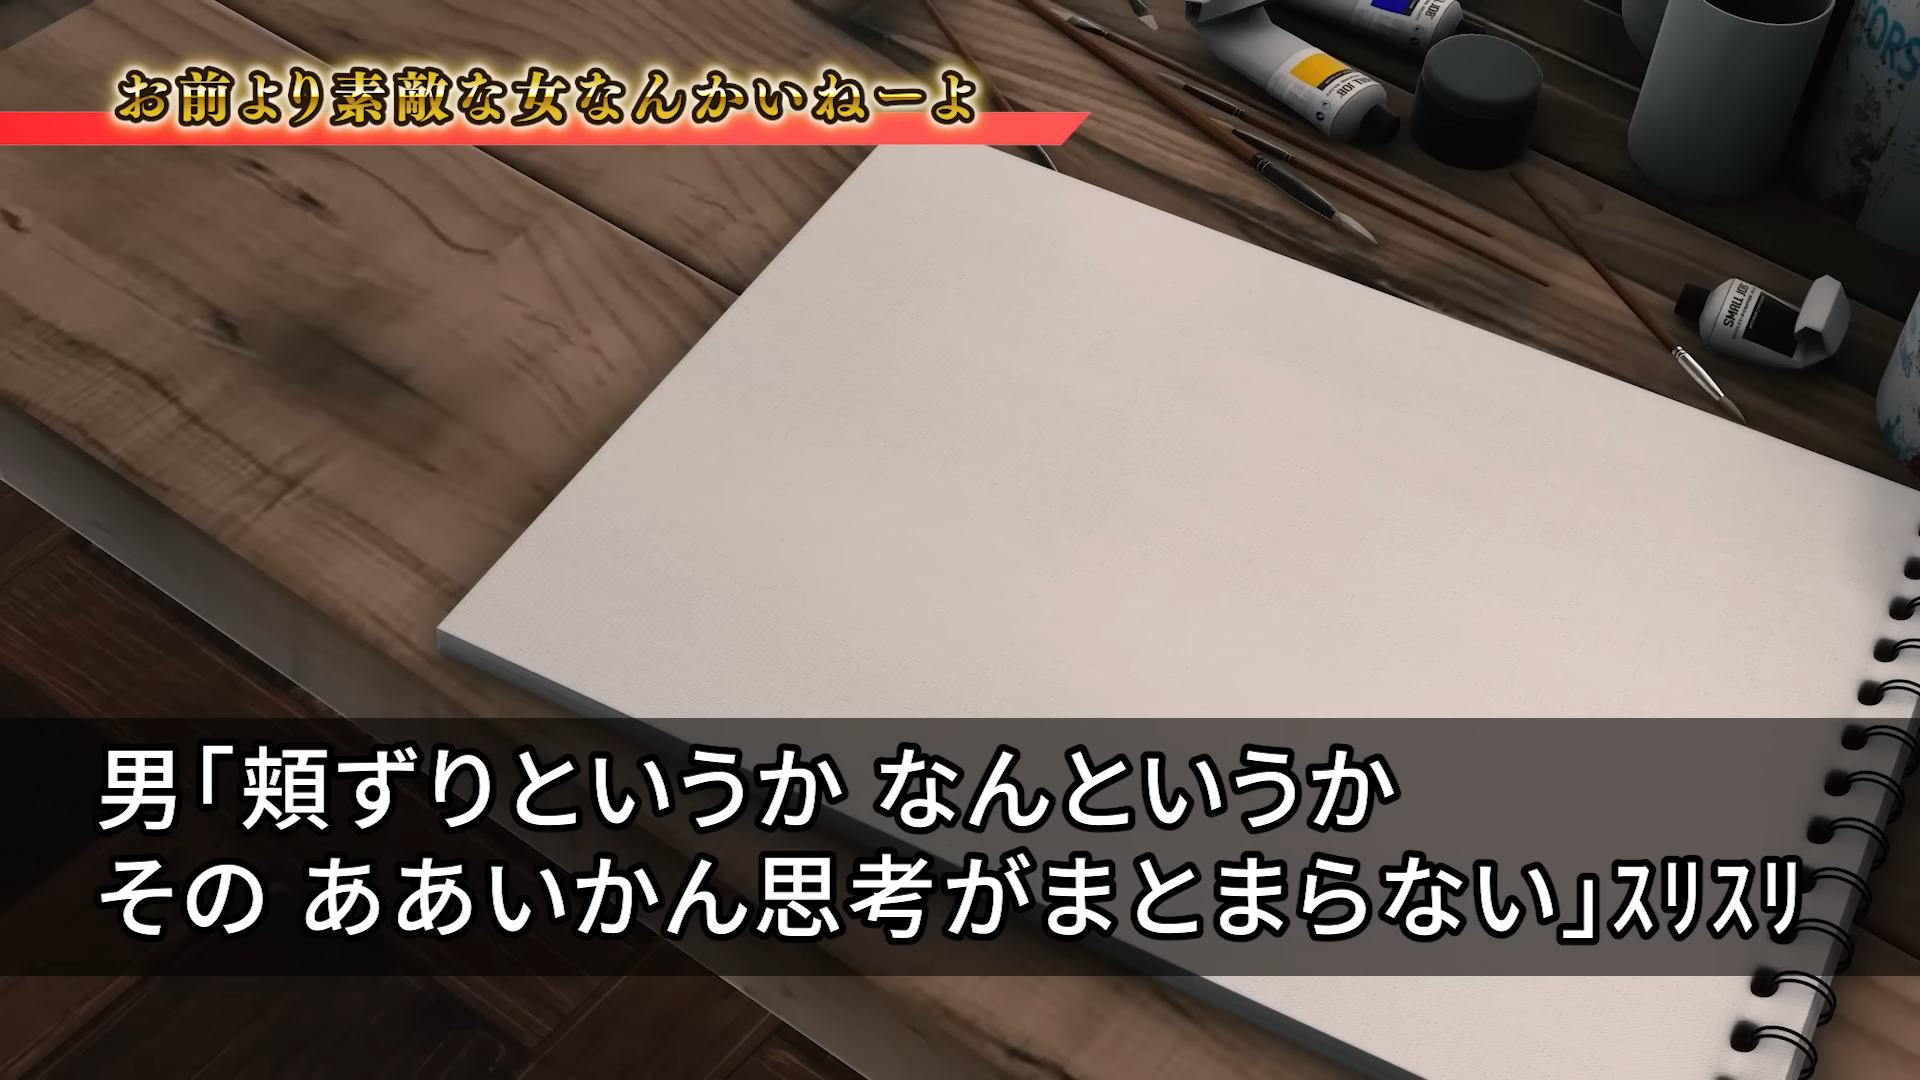 お前より素敵な女なんかいねーよ
SMALL JOB
男「頬ずりというか なんというか
その ああいかん思考がまとまらない」ｽﾘｽﾘ